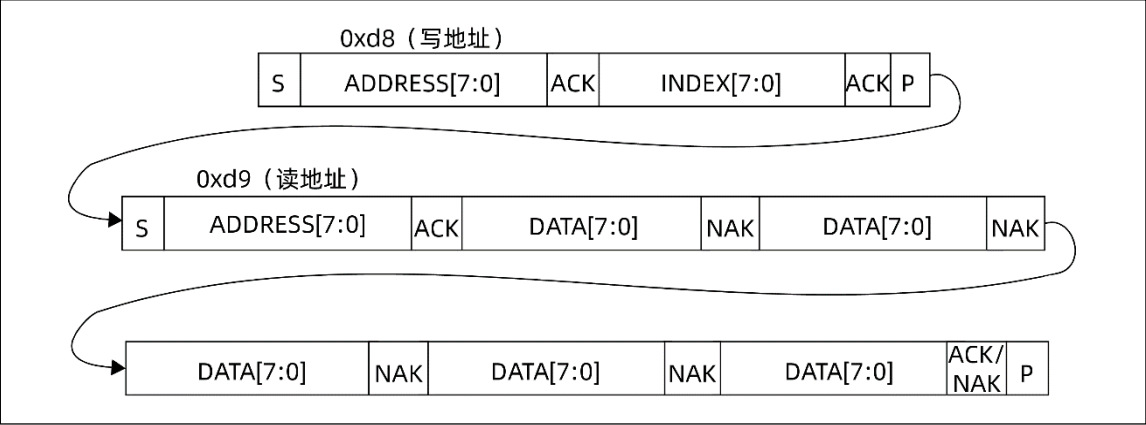 0xd8（写地址）
S ADDRESS[7:0] ACK INDEX[7:0] ACK P
0xd9（读地址）
S ADDRESS[7:0] ACK DATA[7:0] NAK DATA[7:0] NAK
DATA[7:0] NAK DATA[7:0] NAK DATA[7:0] ACK/
NAK P